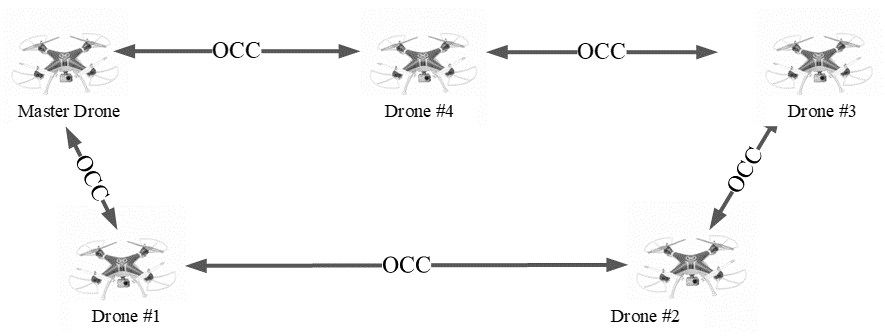 OCC
OCC
Master Drone
Drone #4
Drone #3
OCC
OCC
OCC
Drone #1
Drone #2